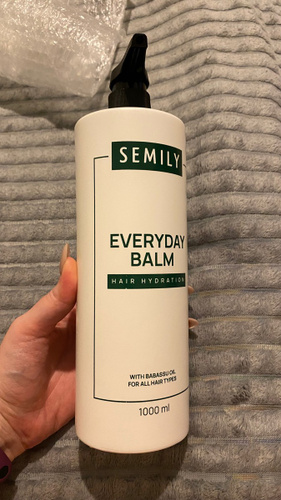 SEMILY
EVERYDAY
BALM
HAIR HYDRATION
WITH BABASSU OIL
FOR ALL HAIR TYPES
1000 ml